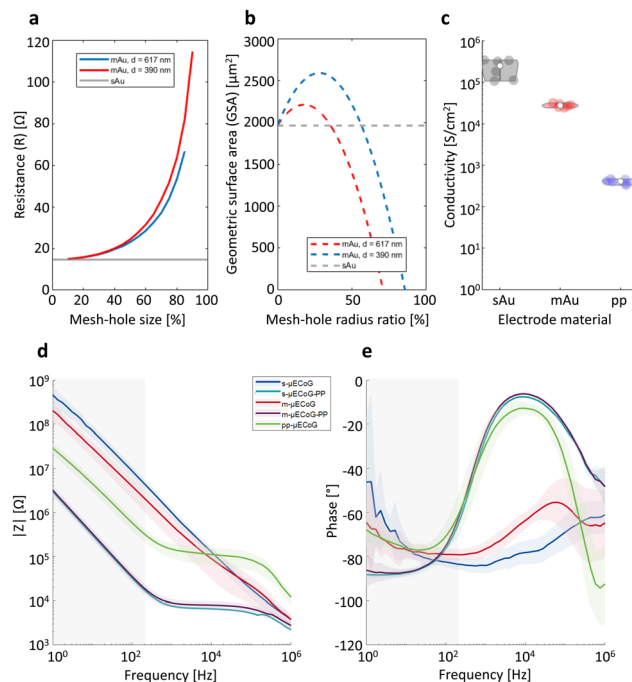 a
Resistance (R) [Ω]
120
100
80
60
40
20
0
mAu, d = 617 nm
mAu, d = 390 nm
sAu
0 20 40 60 80 100
Mesh-hole size [%]
b
Geometric surface area (GSA) [µm²]
3000
2500
2000
1500
1000
500
0
mAu, d = 617 nm
mAu, d = 390 nm
sAu
0 50 100
Mesh-hole radius ratio [%]
c
Conductivity [S/cm²]
10⁶
10⁵
10⁴
10³
10²
10¹
10⁰
sAu mAu pp
Electrode material
d
|Z| [Ω]
10⁹
10⁸
10⁷
10⁶
10⁵
10⁴
10³
s-µECoG
s-µECoG-PP
m-µECoG
m-µECoG-PP
pp-µECoG
10⁰ 10² 10⁴ 10⁶
Frequency [Hz]
e
Phase [°]
0
-20
-40
-60
-80
-100
-120
10⁰ 10² 10⁴ 10⁶
Frequency [Hz]